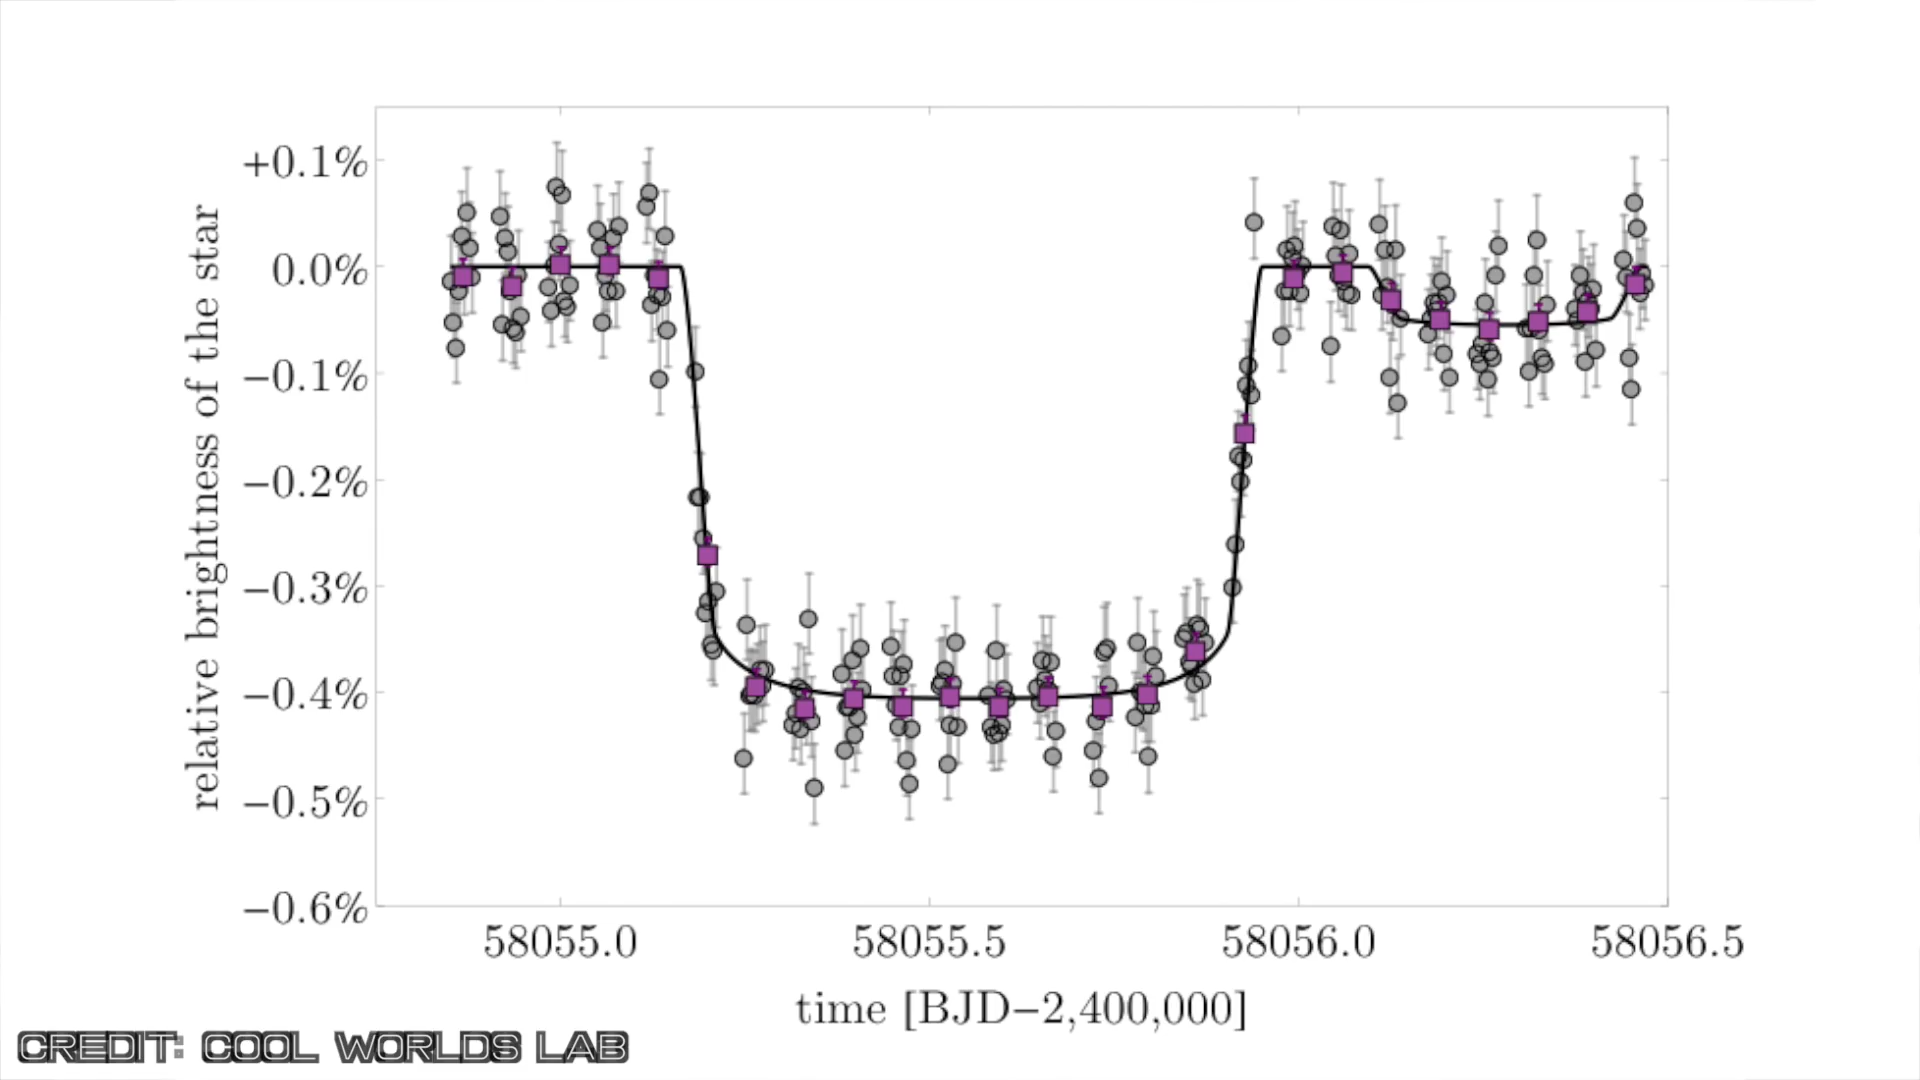 relative brightness of the star
+0.1%
0.0%
−0.1%
−0.2%
−0.3%
−0.4%
−0.5%
−0.6%
58055.0 58055.5 58056.0 58056.5
time [BJD−2,400,000]
CREDIT: COOL WORLDS LAB